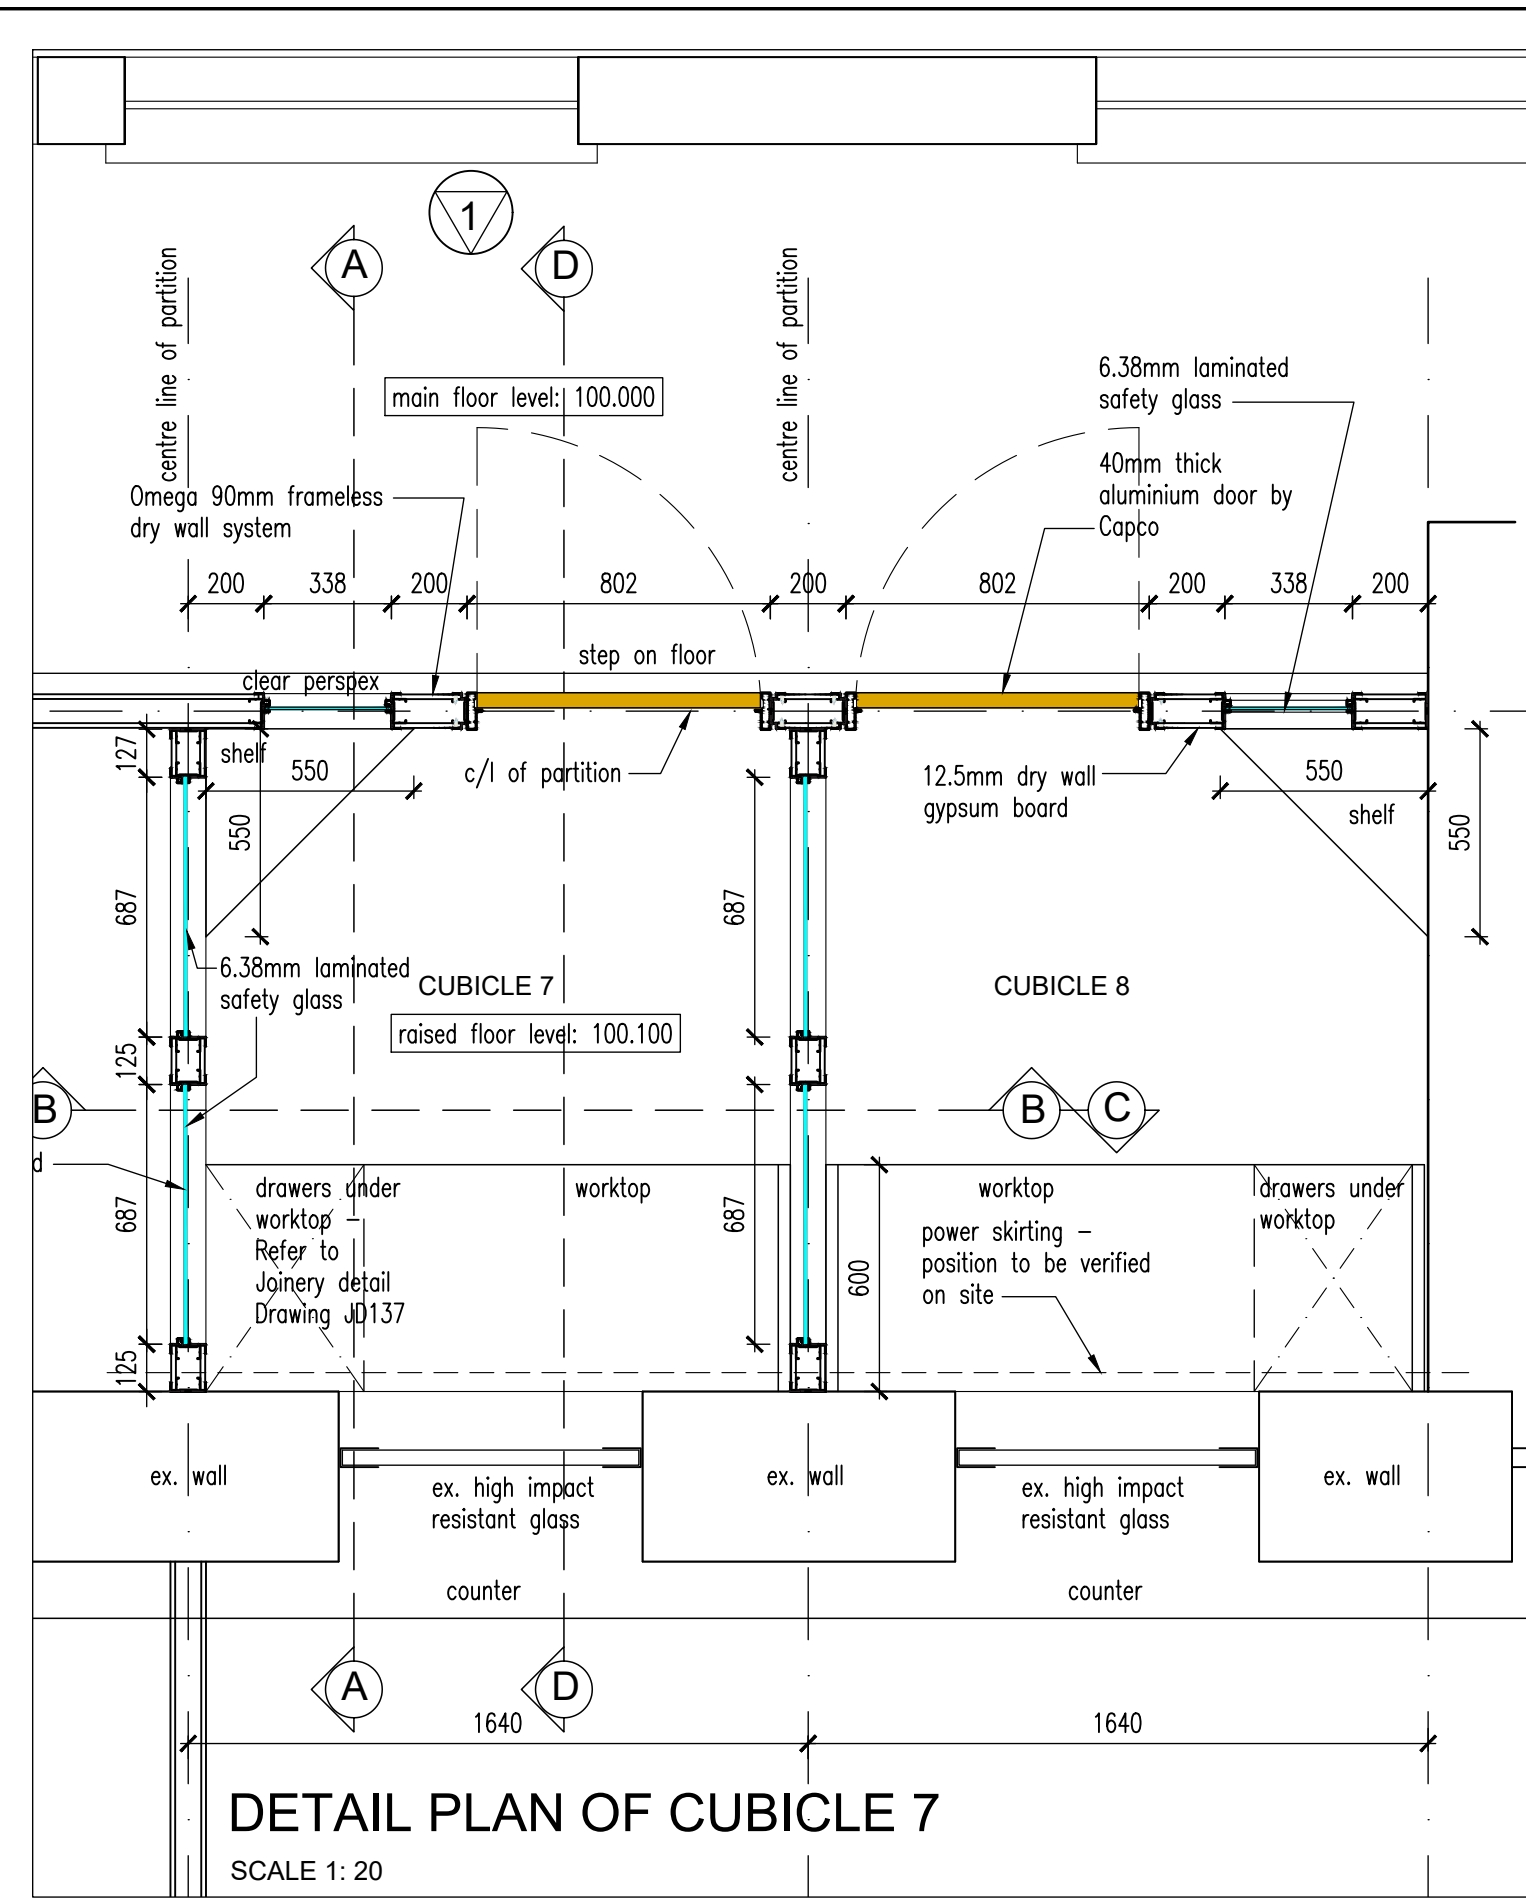 1
A
D
centre line of partition
centre line of partition
main floor level: 100.000
6.38mm laminated
safety glass
40mm thick
aluminium door by
Capco
Omega 90mm frameless
dry wall system
200
338
200
802
200
802
200
338
200
step on floor
clear perspex
shelf
127
550
550
c/l of partition
12.5mm dry wall
gypsum board
550
shelf
550
687
687
6.38mm laminated
safety glass
CUBICLE 7
CUBICLE 8
raised floor level: 100.100
125
B
B
C
d
drawers under
worktop –
Refer to
Joinery detail
Drawing JD137
worktop
worktop
drawers under
worktop
power skirting –
position to be verified
on site
687
687
600
125
ex. wall
ex. high impact
resistant glass
ex. wall
ex. high impact
resistant glass
ex. wall
counter
counter
A
D
1640
1640
DETAIL PLAN OF CUBICLE 7
SCALE 1: 20